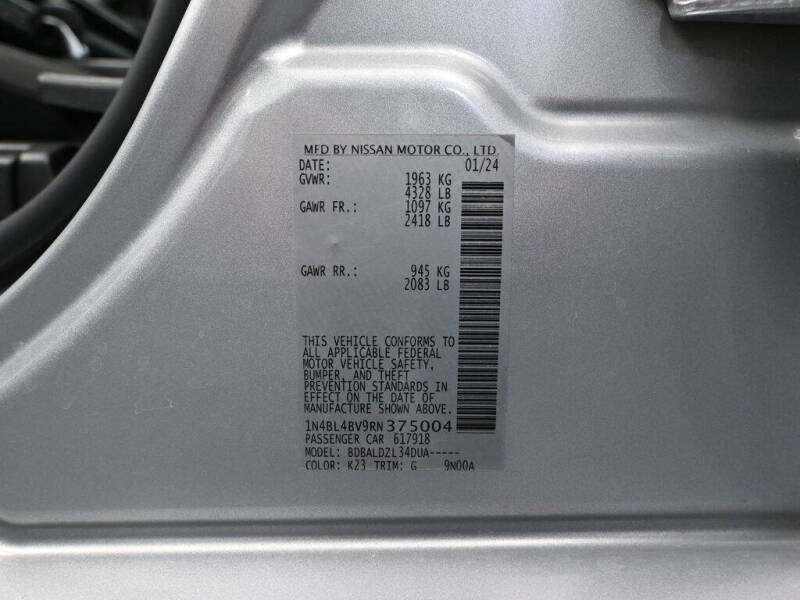 MFD BY NISSAN MOTOR CO., LTD.
DATE: 01/24
GVWR: 1963 KG
4328 LB
GAWR FR.: 1097 KG
2418 LB
GAWR RR.: 945 KG
2083 LB
THIS VEHICLE CONFORMS TO
ALL APPLICABLE FEDERAL
MOTOR VEHICLE SAFETY,
BUMPER, AND THEFT
PREVENTION STANDARDS IN
EFFECT ON THE DATE OF
MANUFACTURE SHOWN ABOVE.
1N4BL4BV9RN375004
PASSENGER CAR 617918
MODEL: BDBALDZL34DUA-----
COLOR: K23 TRIM: G 9N00A